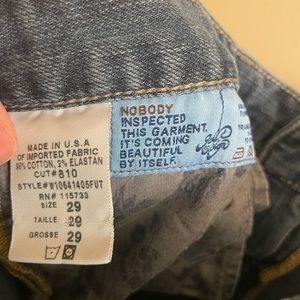 MADE IN U.S.A
OF IMPORTED FABRIC
98% COTTON, 2% ELASTAN
CUT#810
STYLE#W10641405FUT
RN# 115733
SIZE 29
TAILLE 29
GROSSE 29
NOBODY
INSPECTED
THIS GARMENT.
IT'S COMING
BEAUTIFUL
BY ITSELF.